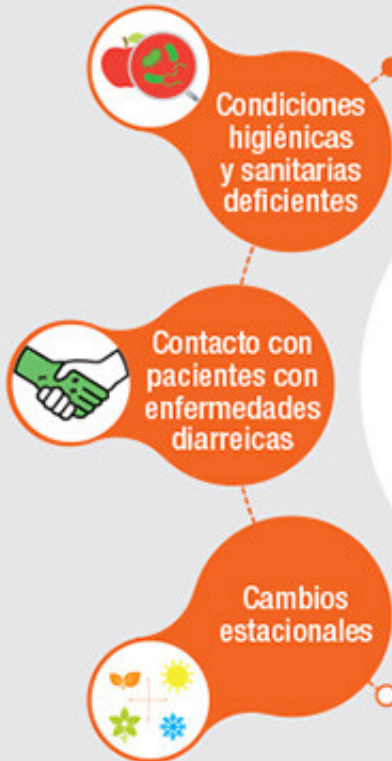 Condiciones
higiénicas
y sanitarias
deficientes
Contacto con
pacientes con
enfermedades
diarreicas
Cambios
estacionales